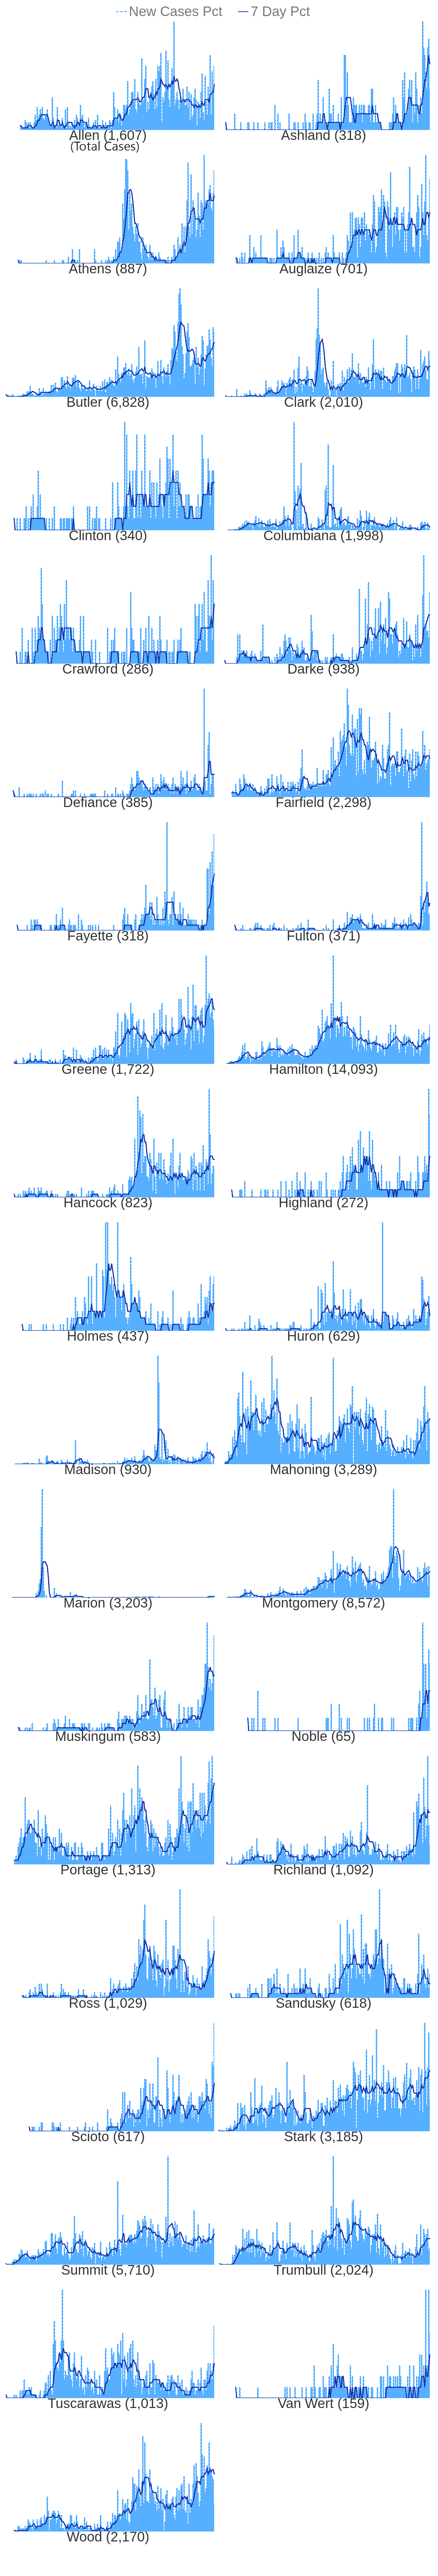 New Cases Pct 7 Day Pct
Allen (1,607) Ashland (318)
(Total Cases)
Athens (887) Auglaize (701)
Butler (6,828) Clark (2,010)
Clinton (340) Columbiana (1,998)
Crawford (286) Darke (938)
Defiance (385) Fairfield (2,298)
Fayette (318) Fulton (371)
Greene (1,722) Hamilton (14,093)
Hancock (823) Highland (272)
Holmes (437) Huron (629)
Madison (930) Mahoning (3,289)
Marion (3,203) Montgomery (8,572)
Muskingum (583) Noble (65)
Portage (1,313) Richland (1,092)
Ross (1,029) Sandusky (618)
Scioto (617) Stark (3,185)
Summit (5,710) Trumbull (2,024)
Tuscarawas (1,013) Van Wert (159)
Wood (2,170)